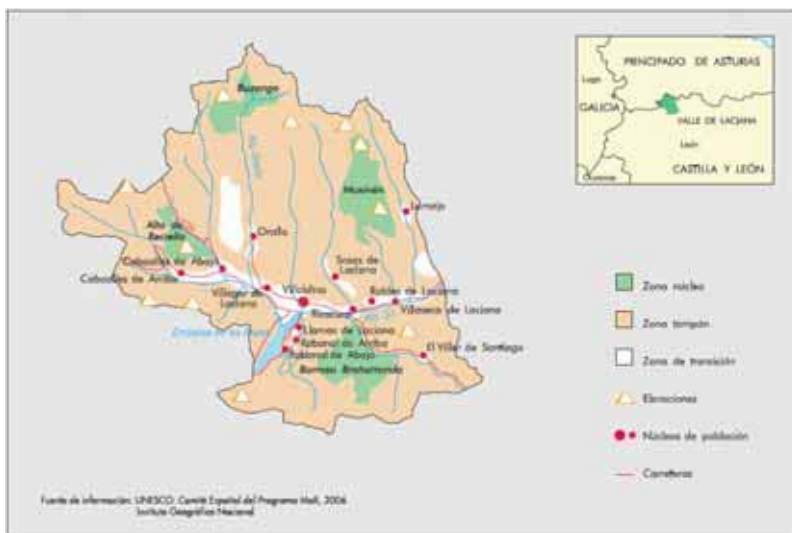 PRINCIPADO DE ASTURIAS
Lugo
GALICIA
VALLE DE LACIANA
León
CASTILLA Y LEÓN
Alto de
Orallo
Lumajo
Caboalles de Abajo
Caboalles de Arriba
Sosas de
Laciana
Villager de
Laciana
Villablino
Robles de Laciana
Rioscuro
Villaseca de Laciana
Llamas de Laciana
Rabanal de Arriba
Rabanal de Abajo
El Villar de Santiago
Zona núcleo
Zona tampón
Zona de transición
Elevaciones
Núcleos de población
Carreteras
Fuente de información: UNESCO. Comité Español del Programa MaB, 2006
Instituto Geográfico Nacional